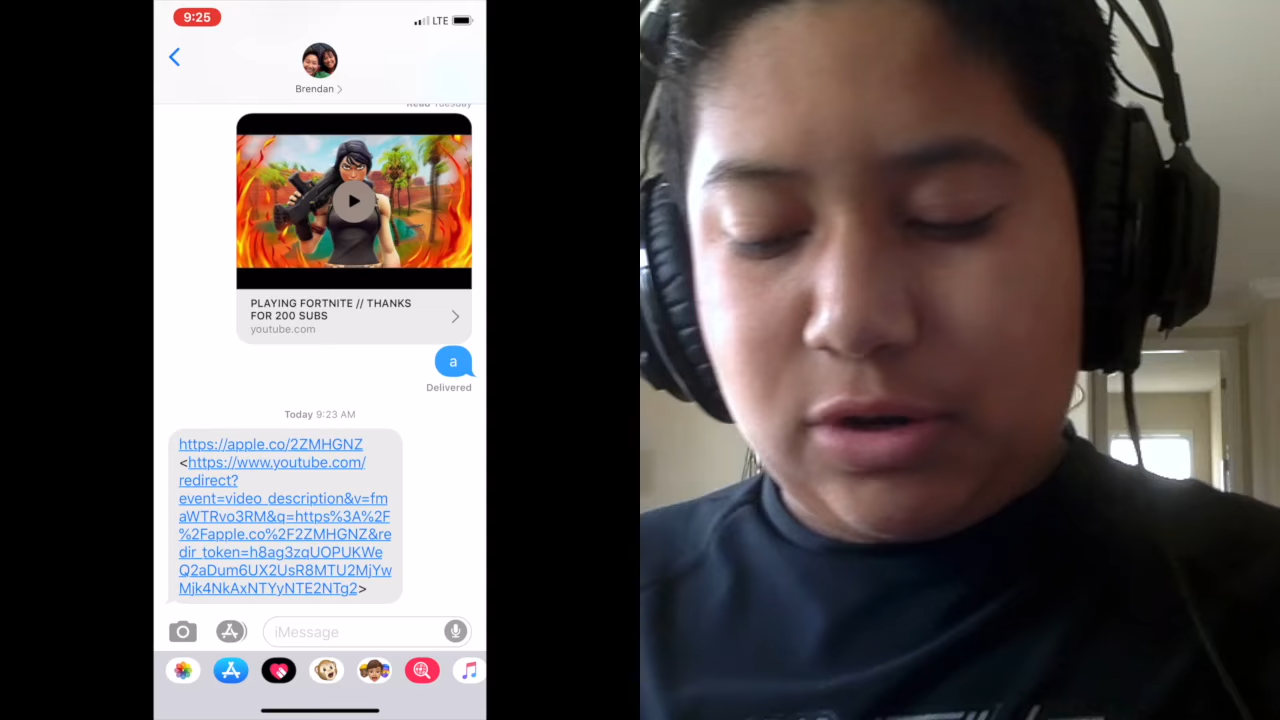 9:25
LTE
Brendan
Read Tuesday
PLAYING FORTNITE // THANKS
FOR 200 SUBS
youtube.com
a
Delivered
Today 9:23 AM
https://apple.co/2ZMHGNZ
<https://www.youtube.com/
redirect?
event=video_description&v=fm
aWTRvo3RM&q=https%3A%2F
%2Fapple.co%2F2ZMHGNZ&re
dir_token=h8ag3zqUOPUKWe
Q2aDum6UX2UsR8MTU2MjYw
Mjk4NkAxNTYyNTE2NTg2>
iMessage